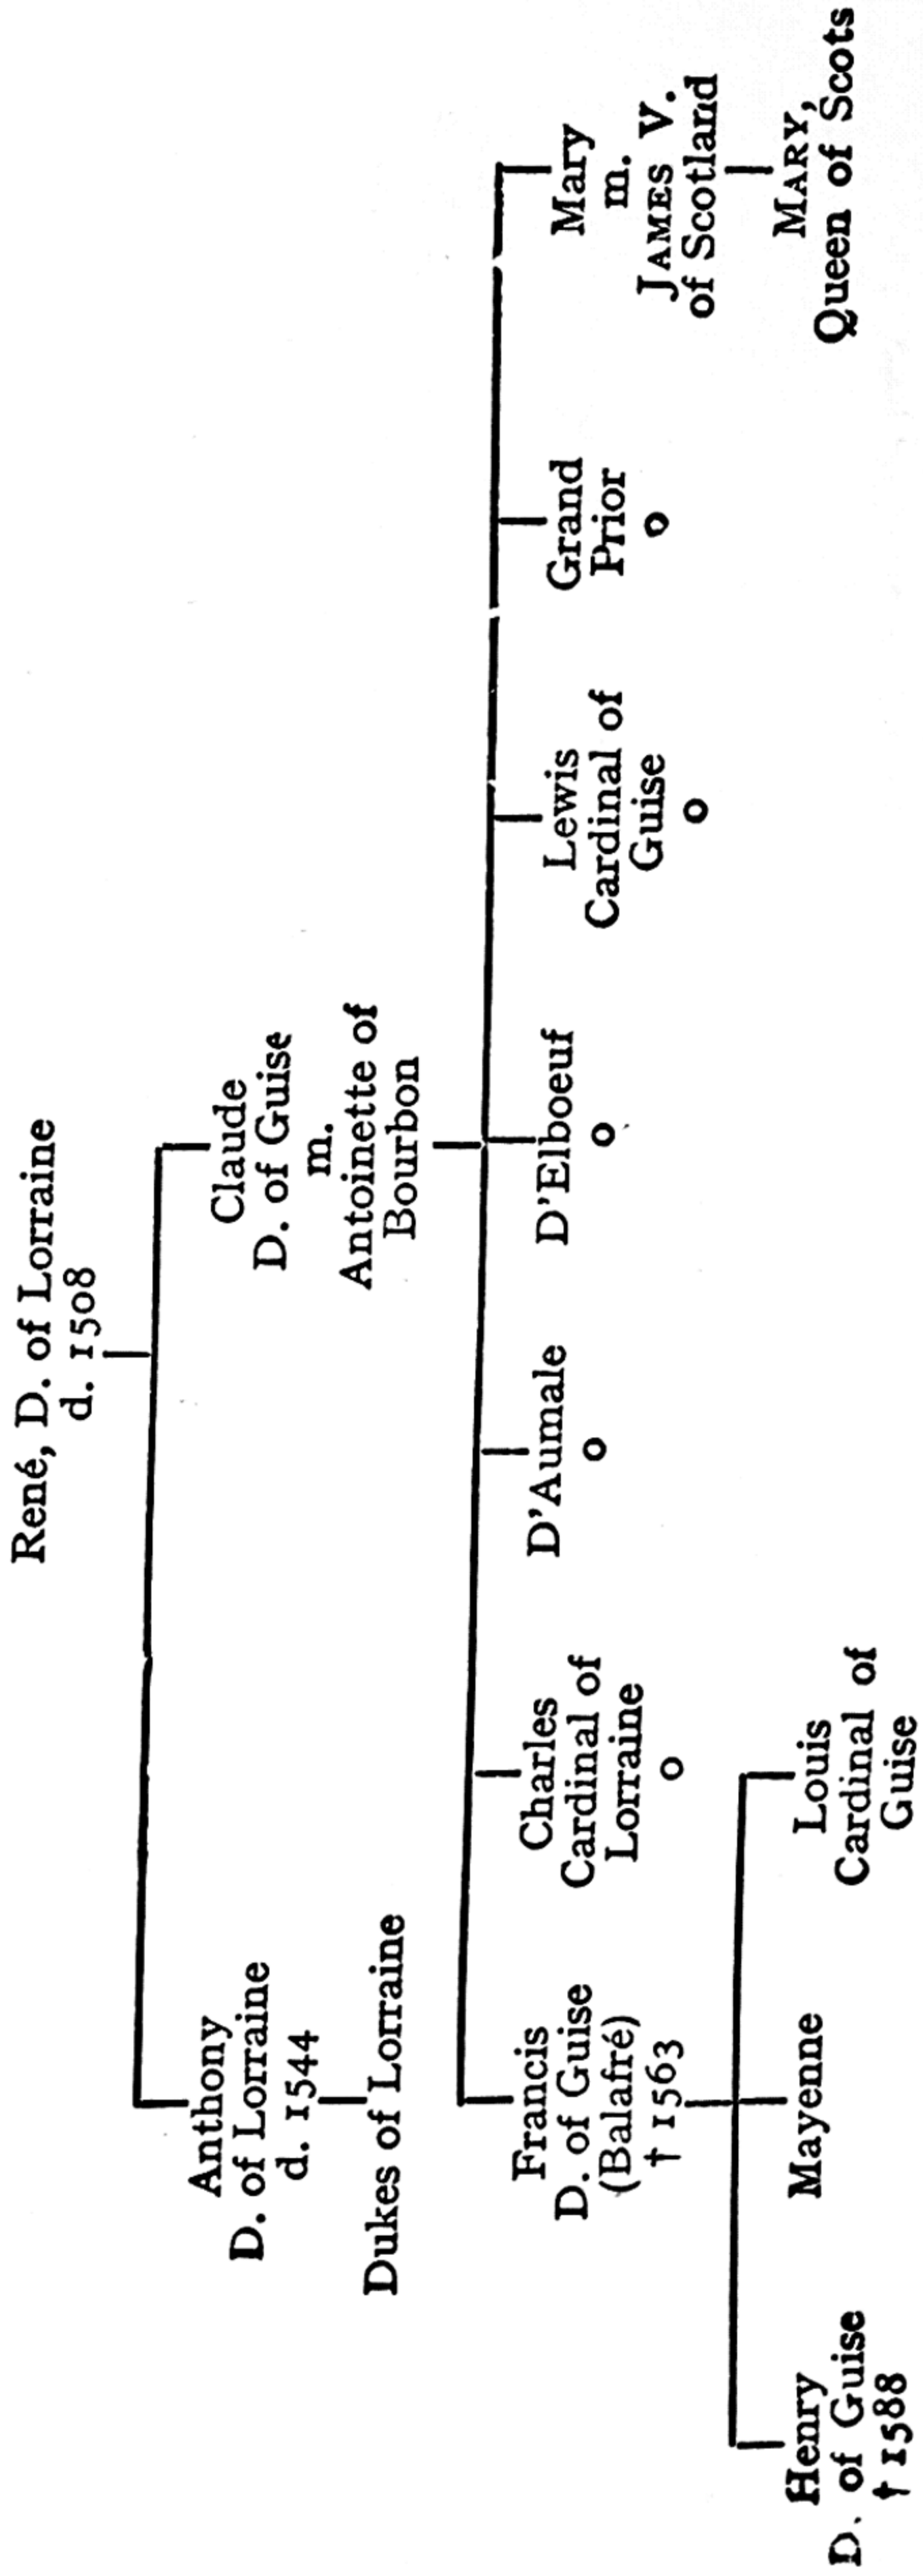 René, D. of Lorraine
d. 1508
Anthony
D. of Lorraine
d. 1544
Dukes of Lorraine
Claude
D. of Guise
m.
Antoinette of
Bourbon
Francis
D. of Guise
(Balafré)
† 1563
Charles
Cardinal of
Lorraine
o
D'Aumale
o
D'Elboeuf
o
Lewis
Cardinal of
Guise
o
Grand
Prior
o
Mary
m.
JAMES V.
of Scotland
MARY,
Queen of Scots
Henry
D. of Guise
† 1588
Mayenne
Louis
Cardinal of
Guise